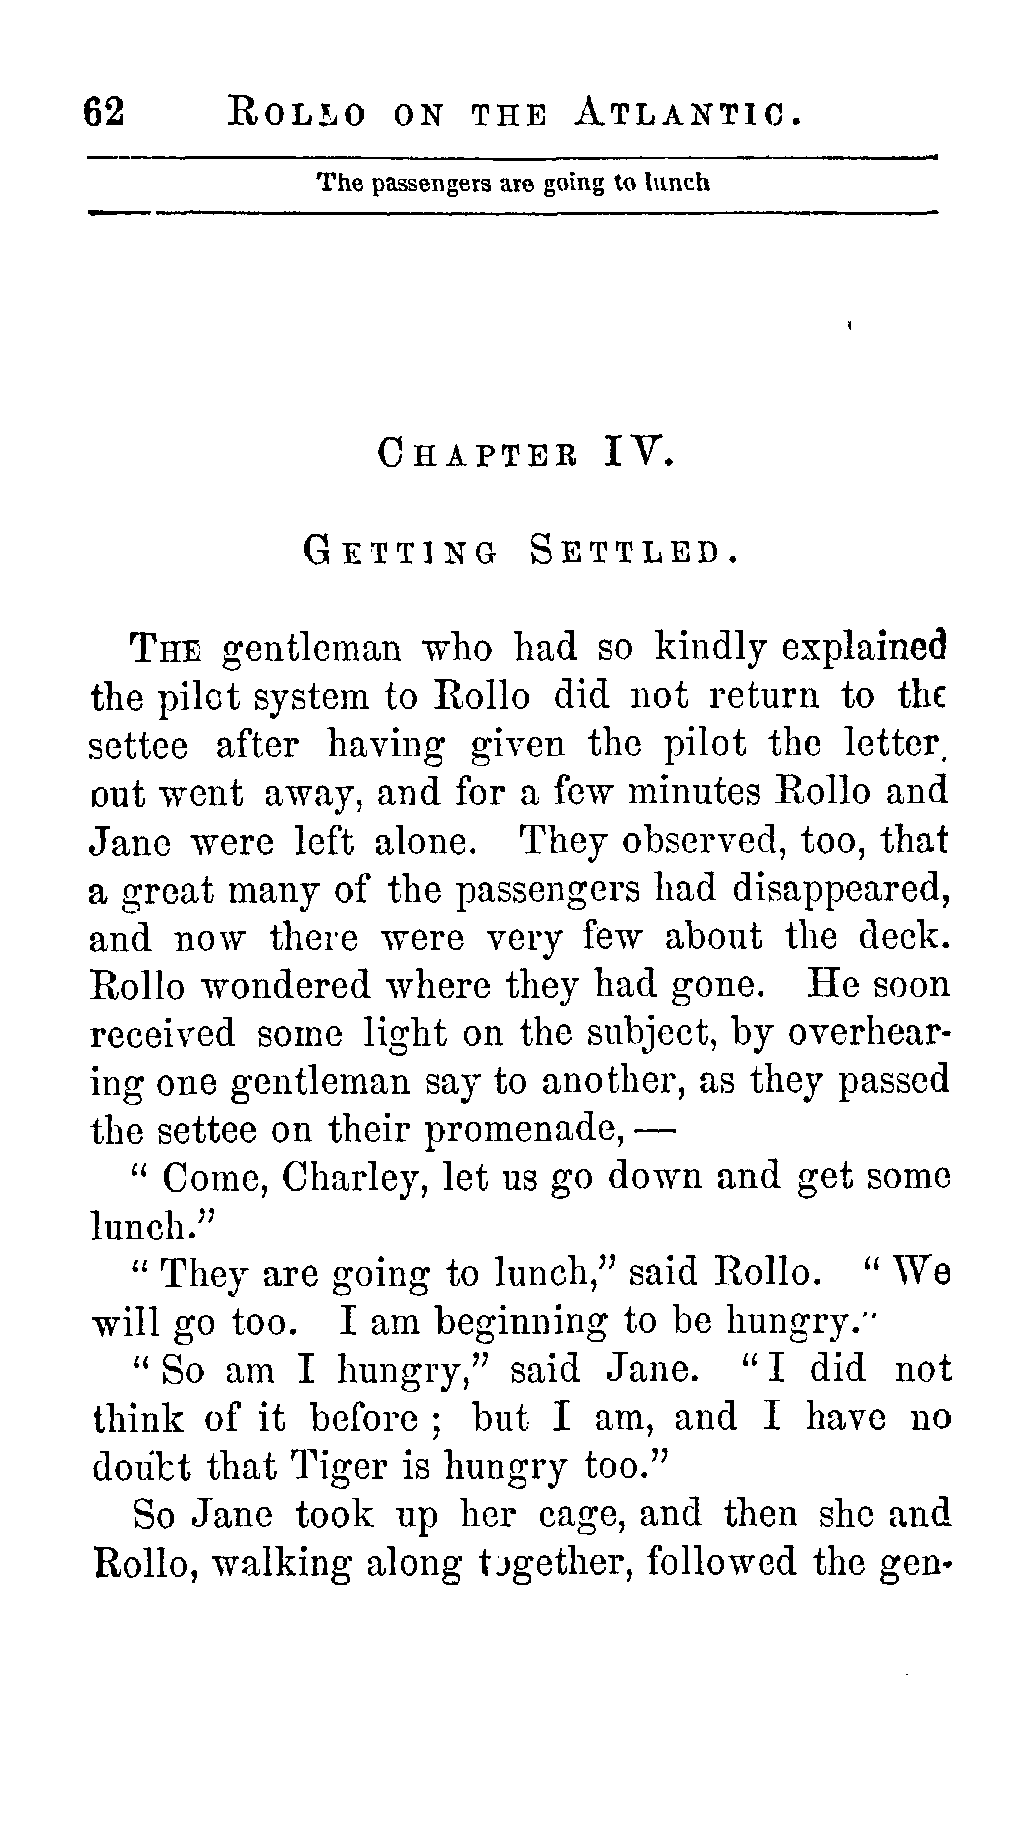 62 ROLLO ON THE ATLANTIC.
The passengers are going to lunch
CHAPTER IV.
GETTING SETTLED.
THE gentleman who had so kindly explained
the pilot system to Rollo did not return to the
settee after having given the pilot the letter,
but went away, and for a few minutes Rollo and
Jane were left alone. They observed, too, that
a great many of the passengers had disappeared,
and now there were very few about the deck.
Rollo wondered where they had gone. He soon
received some light on the subject, by overhear-
ing one gentleman say to another, as they passed
the settee on their promenade, —
“ Come, Charley, let us go down and get some
lunch.”
“ They are going to lunch,” said Rollo. “ We
will go too. I am beginning to be hungry.”
“ So am I hungry,” said Jane. “ I did not
think of it before ; but I am, and I have no
doubt that Tiger is hungry too.”
So Jane took up her cage, and then she and
Rollo, walking along together, followed the gen-